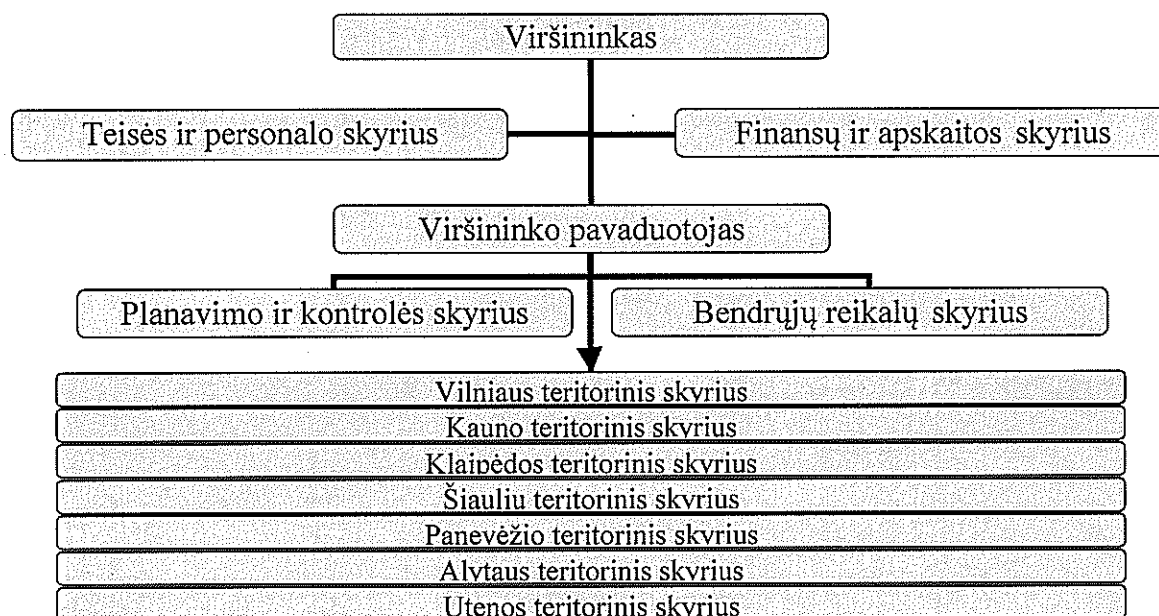 Viršininkas
Teisės ir personalo skyrius
Finansų ir apskaitos skyrius
Viršininko pavaduotojas
Planavimo ir kontrolės skyrius
Bendrųjų reikalų skyrius
Vilniaus teritorinis skyrius
Kauno teritorinis skyrius
Klaipėdos teritorinis skyrius
Šiaulių teritorinis skyrius
Panevėžio teritorinis skyrius
Alytaus teritorinis skyrius
Utenos teritorinis skyrius